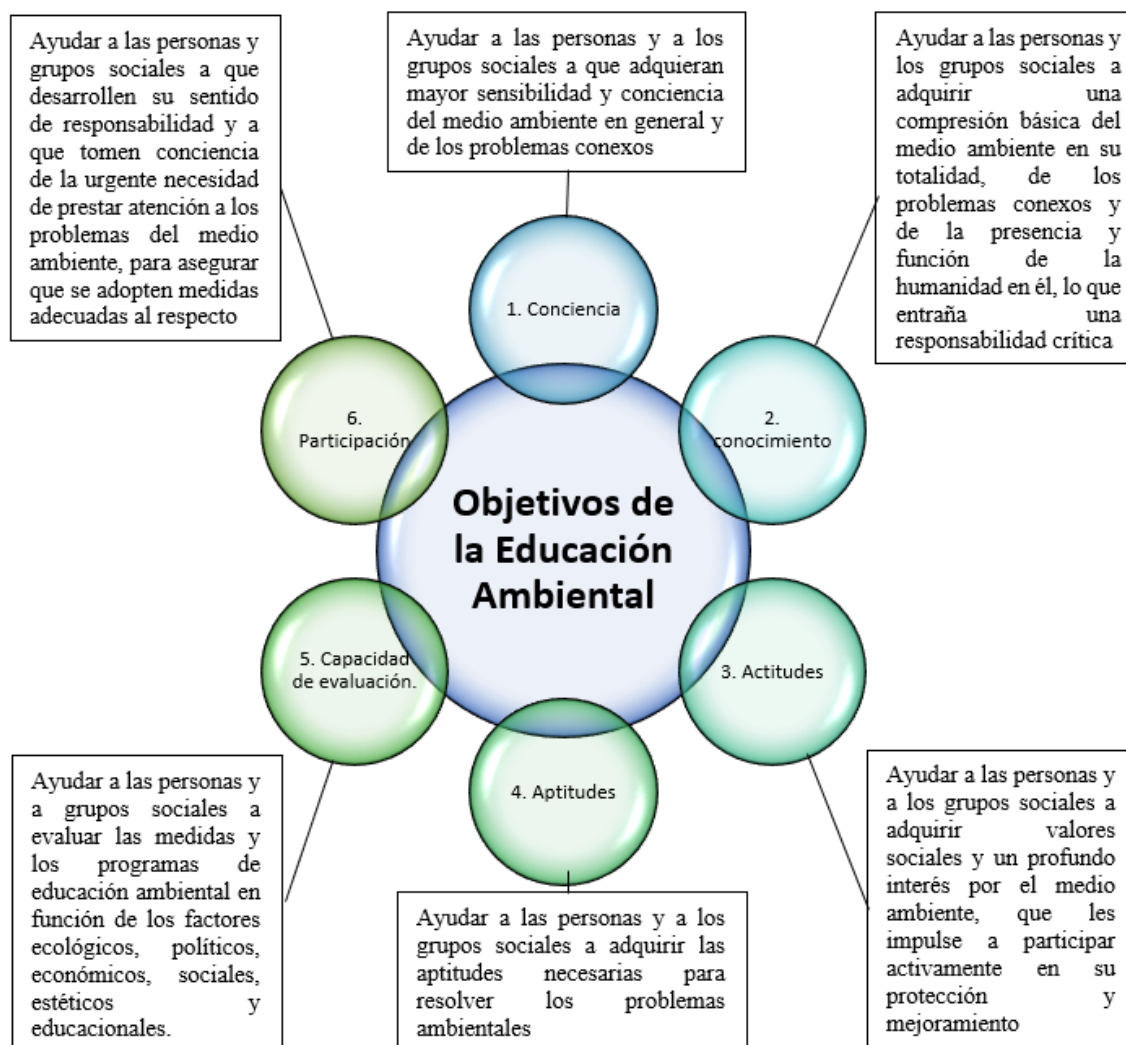 Ayudar a las personas y
grupos sociales a que
desarrollen su sentido
de responsabilidad y a
que tomen conciencia
de la urgente necesidad
de prestar atención a los
problemas del medio
ambiente, para asegurar
que se adopten medidas
adecuadas al respecto
Ayudar a las personas y a los
grupos sociales a que adquieran
mayor sensibilidad y conciencia
del medio ambiente en general y
de los problemas conexos
Ayudar a las personas y
los grupos sociales a
adquirir una
compresión básica del
medio ambiente en su
totalidad, de los
problemas conexos y
de la presencia y
función de la
humanidad en él, lo que
entraña una
responsabilidad crítica
1. Conciencia
6.
Participación
2.
conocimiento
Objetivos de
la Educación
Ambiental
5. Capacidad
de evaluación.
3. Actitudes
4. Aptitudes
Ayudar a las personas y
a grupos sociales a
evaluar las medidas y
los programas de
educación ambiental en
función de los factores
ecológicos, políticos,
económicos, sociales,
estéticos y
educacionales.
Ayudar a las personas y a los
grupos sociales a adquirir las
aptitudes necesarias para
resolver los problemas
ambientales
Ayudar a las personas y
a los grupos sociales a
adquirir valores
sociales y un profundo
interés por el medio
ambiente, que les
impulse a participar
activamente en su
protección y
mejoramiento